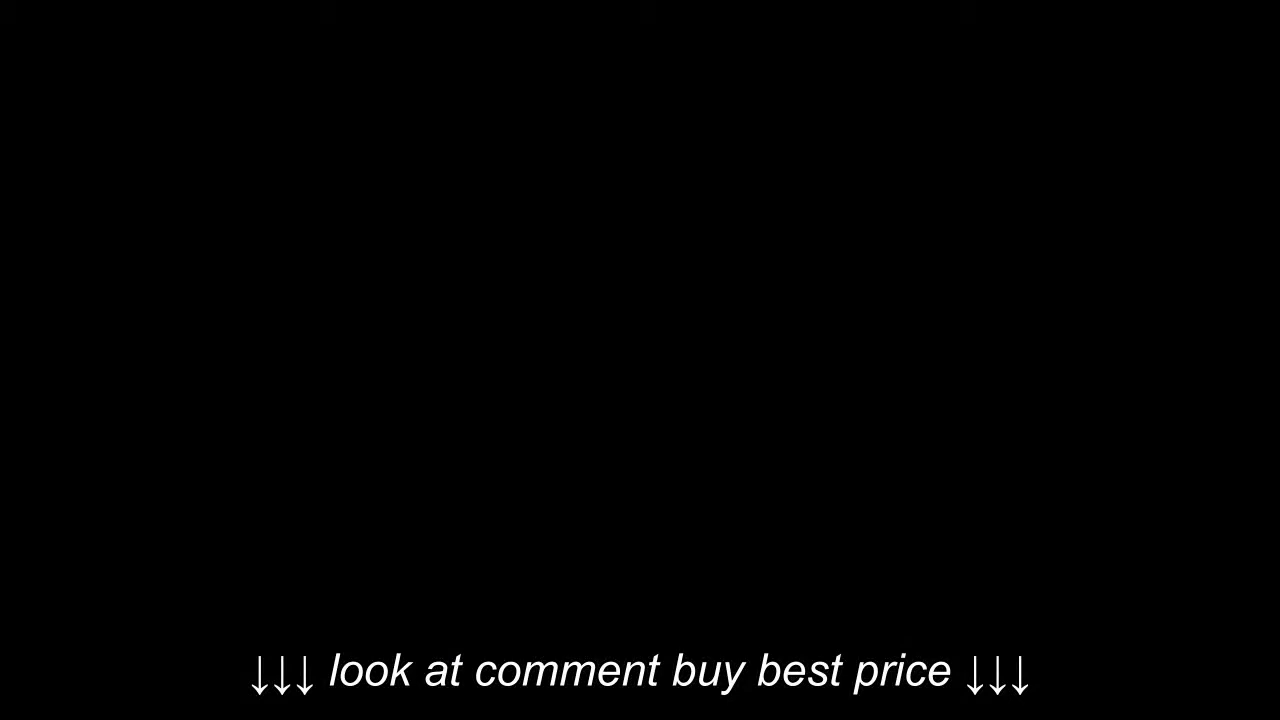 ↓↓↓ look at comment buy best price ↓↓↓